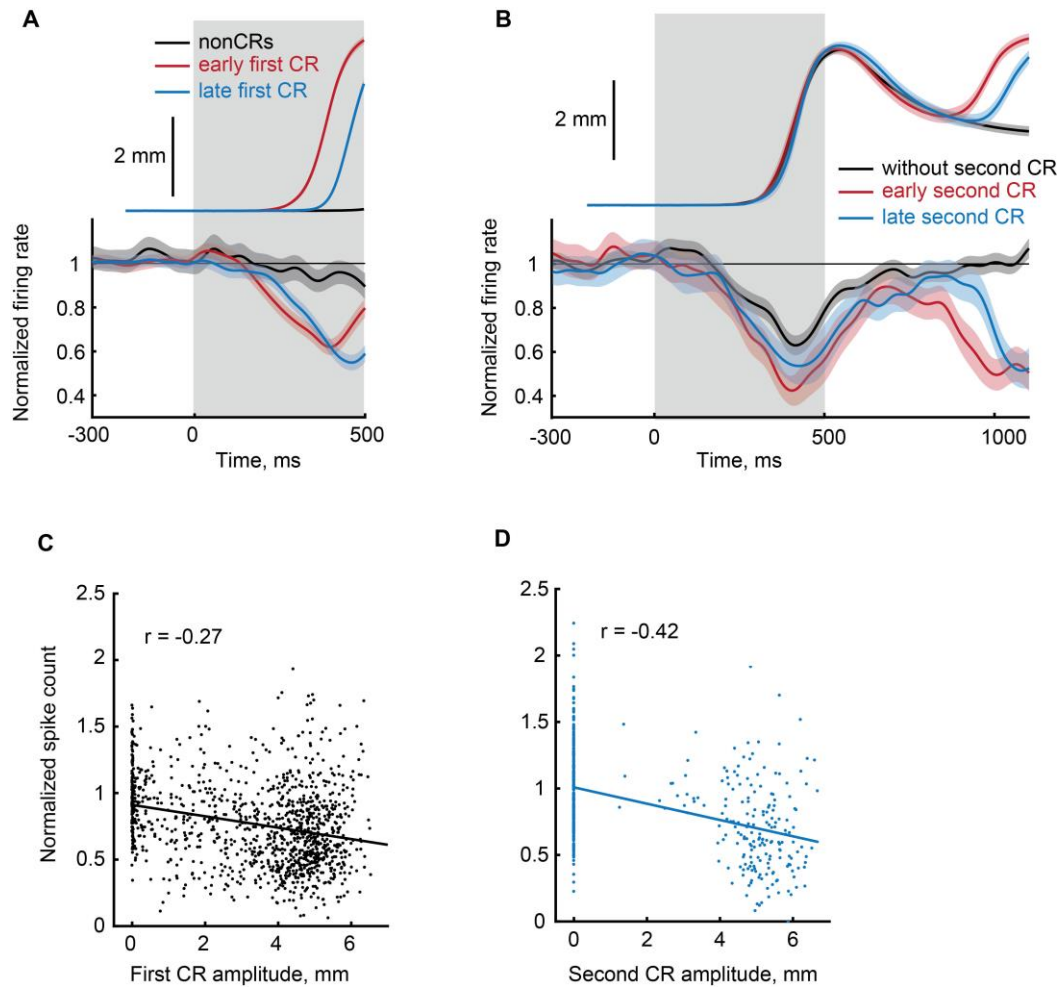 A
nonCRs
early first CR
late first CR
2 mm
Normalized firing rate
1
0.8
0.6
0.4
-300
0
500
Time, ms
B
2 mm
without second CR
early second CR
late second CR
Normalized firing rate
1
0.8
0.6
0.4
-300
0
500
1000
Time, ms
C
r = -0.27
Normalized spike count
2.5
2
1.5
1
0.5
0
0
2
4
6
First CR amplitude, mm
D
r = -0.42
2.5
2
1.5
1
0.5
0
0
2
4
6
Second CR amplitude, mm